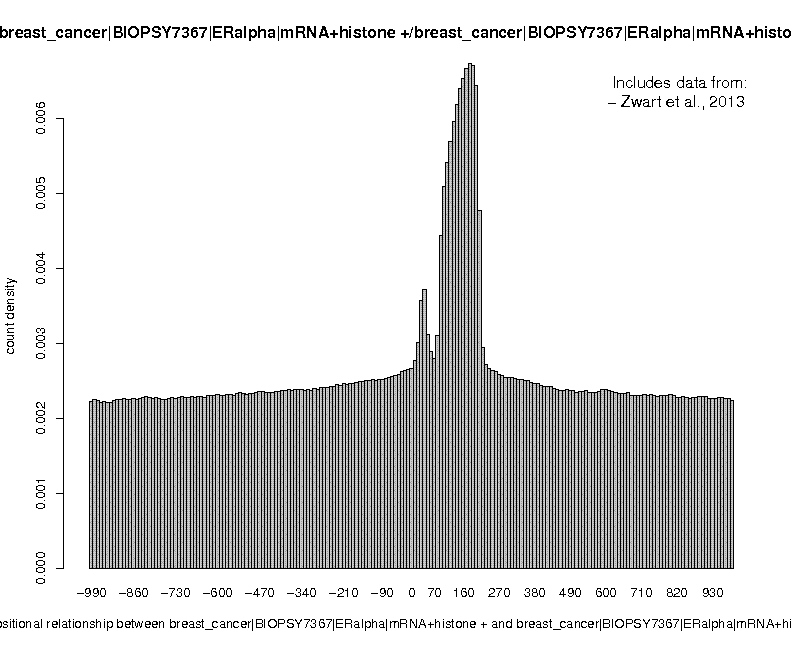 breast_cancer|BIOPSY7367|ERalpha|mRNA+histone +/breast_cancer|BIOPSY7367|ERalpha|mRNA+histo
Includes data from:
– Zwart et al., 2013
0.006
0.005
0.004
0.003
0.002
0.001
0.000
count density
−990 −860 −730 −600 −470 −340 −210 −90 0 70 160 270 380 490 600 710 820 930
sitional relationship between breast_cancer|BIOPSY7367|ERalpha|mRNA+histone + and breast_cancer|BIOPSY7367|ERalpha|mRNA+hi